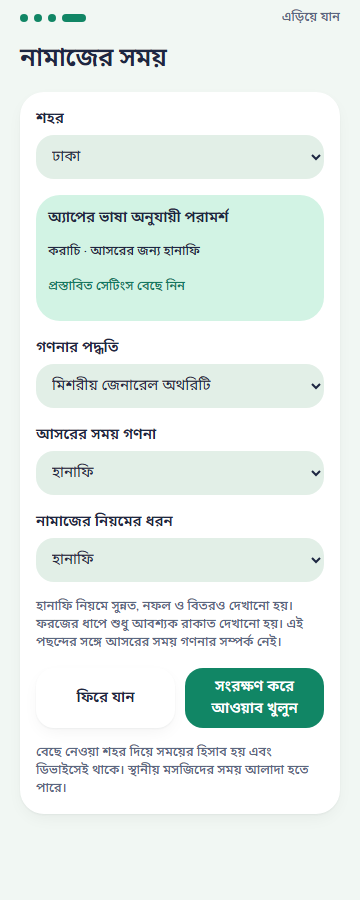 এড়িয়ে যান
নামাজের সময়
শহর
ঢাকা
অ্যাপের ভাষা অনুযায়ী পরামর্শ
করাচি · আসরের জন্য হানাফি
প্রস্তাবিত সেটিংস বেছে নিন
গণনার পদ্ধতি
মিশরীয় জেনারেল অথরিটি
আসরের সময় গণনা
হানাফি
নামাজের নিয়মের ধরন
হানাফি
হানাফি নিয়মে সুন্নত, নফল ও বিতরও দেখানো হয়।
ফরজের ধাপে শুধু আবশ্যক রাকাত দেখানো হয়। এই
পছন্দের সঙ্গে আসরের সময় গণনার সম্পর্ক নেই।
ফিরে যান
সংরক্ষণ করে
আওয়াব খুলুন
বেছে নেওয়া শহর দিয়ে সময়ের হিসাব হয় এবং
ডিভাইসেই থাকে। স্থানীয় মসজিদের সময় আলাদা হতে
পারে।